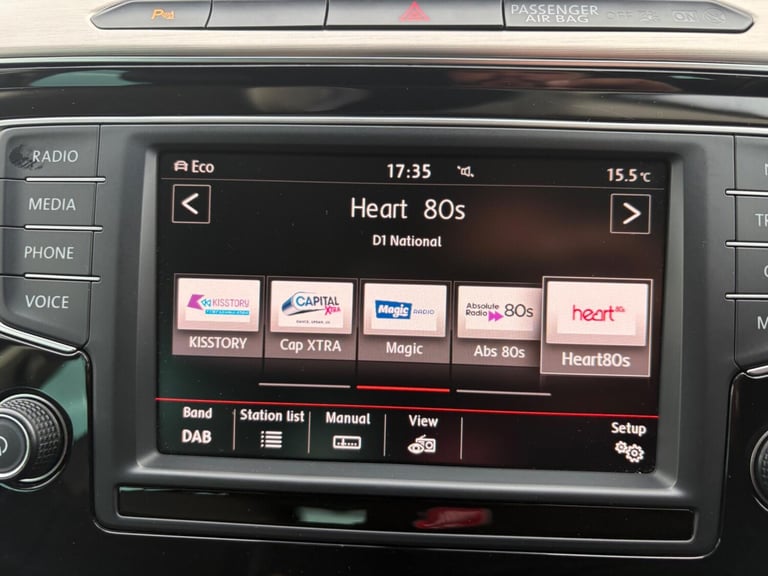 PASSENGER
AIR BAG OFF ON
RADIO
MEDIA
PHONE
VOICE
Eco 17:35 15.5°C
< Heart 80s >
D1 National
KISSTORY
CAPITAL
XTRA
Magic RADIO
Absolute
Radio 80s
heart 80s
KISSTORY Cap XTRA Magic Abs 80s Heart80s
Band Station list Manual View Setup
DAB